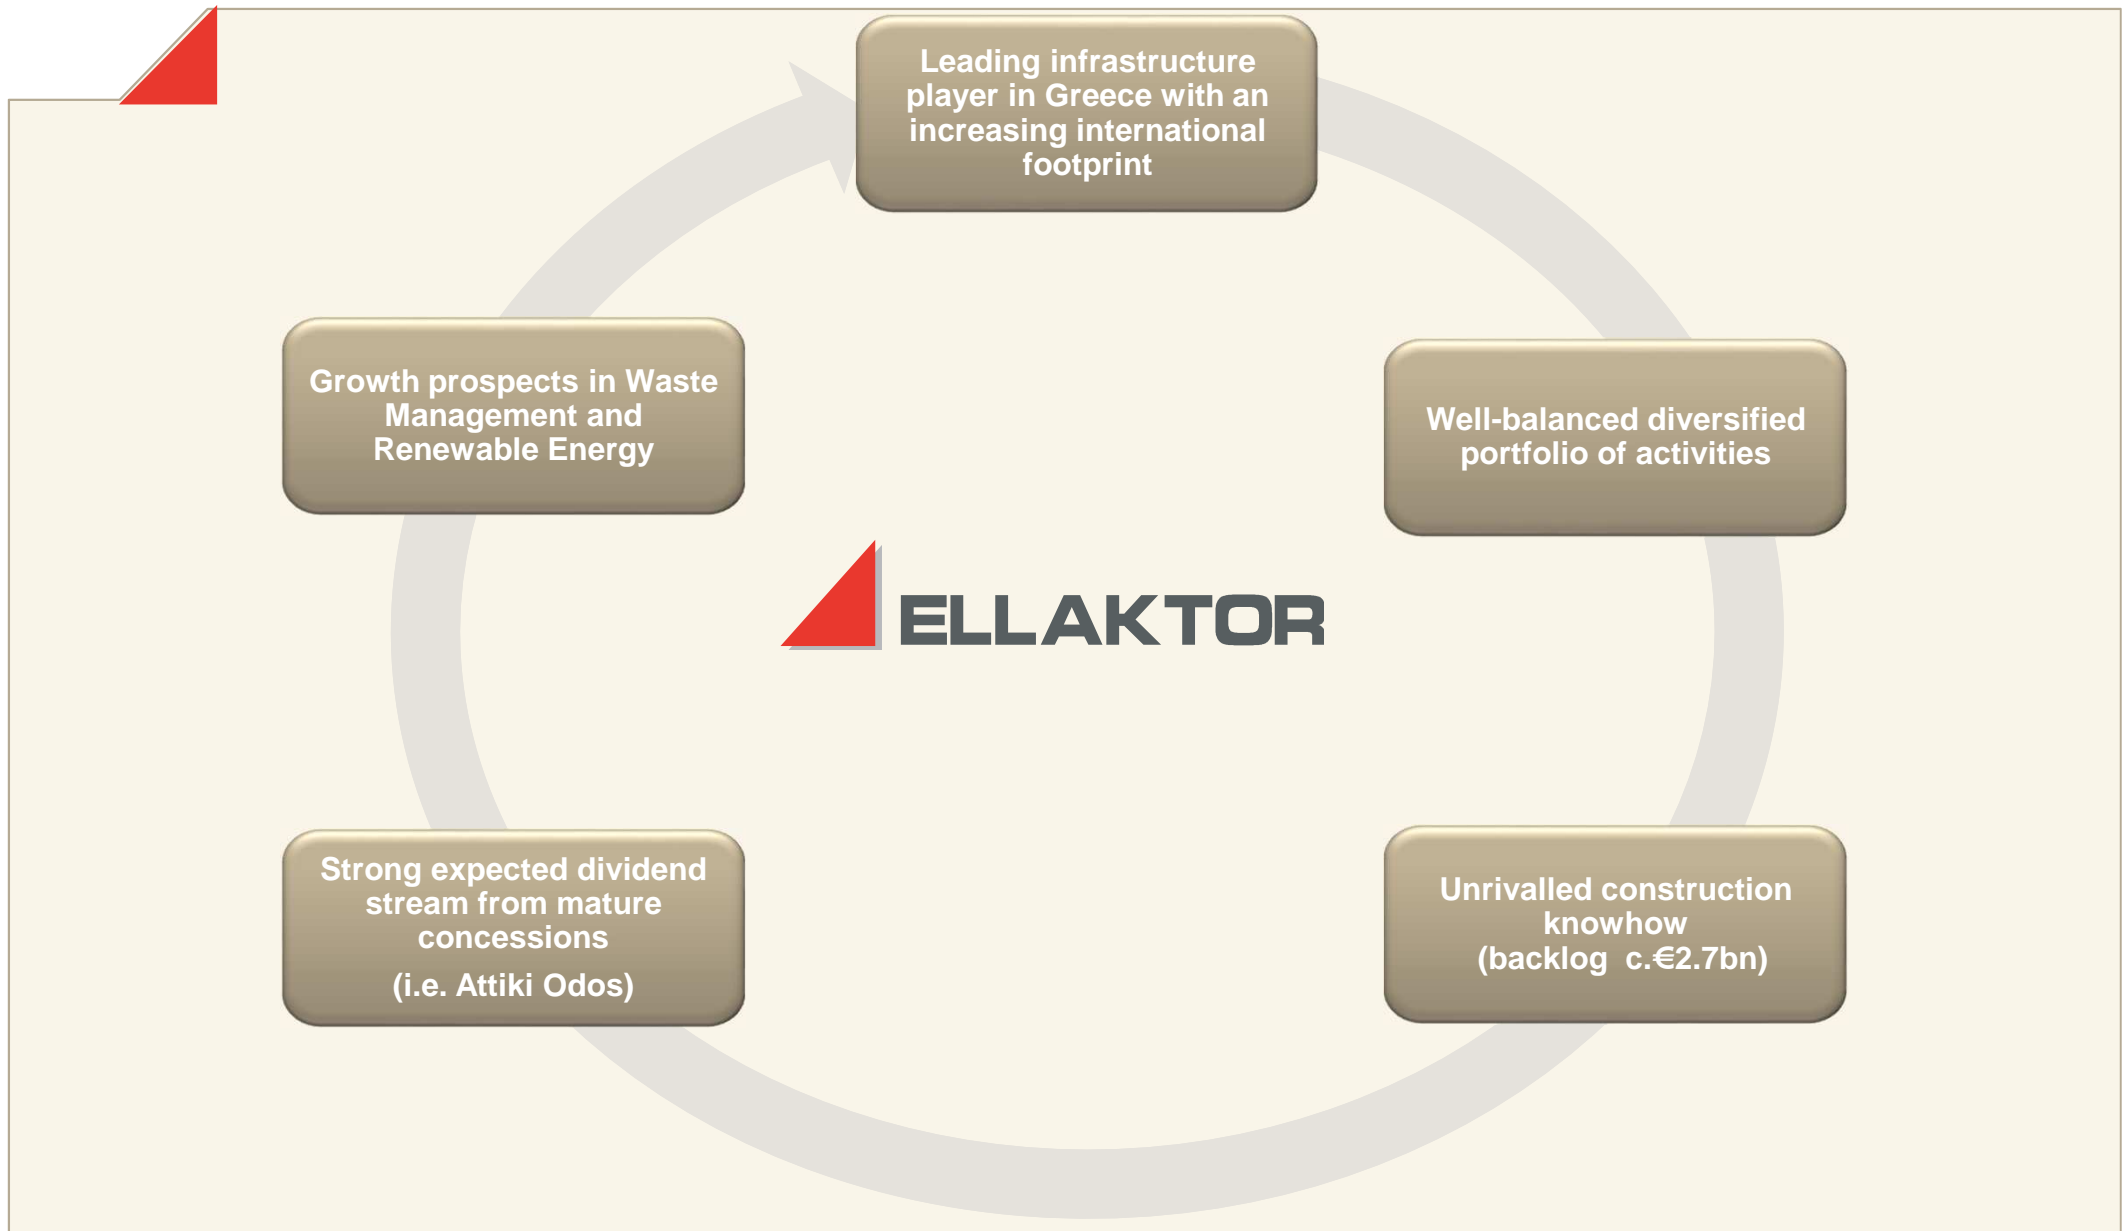 Leading infrastructure
player in Greece with an
increasing international
footprint
Well-balanced diversified
portfolio of activities
Unrivalled construction
knowhow
(backlog  c.€2.7bn)
Strong expected dividend
stream from mature
concessions
(i.e. Attiki Odos)
Growth prospects in Waste
Management and
Renewable Energy
ELLAKTOR